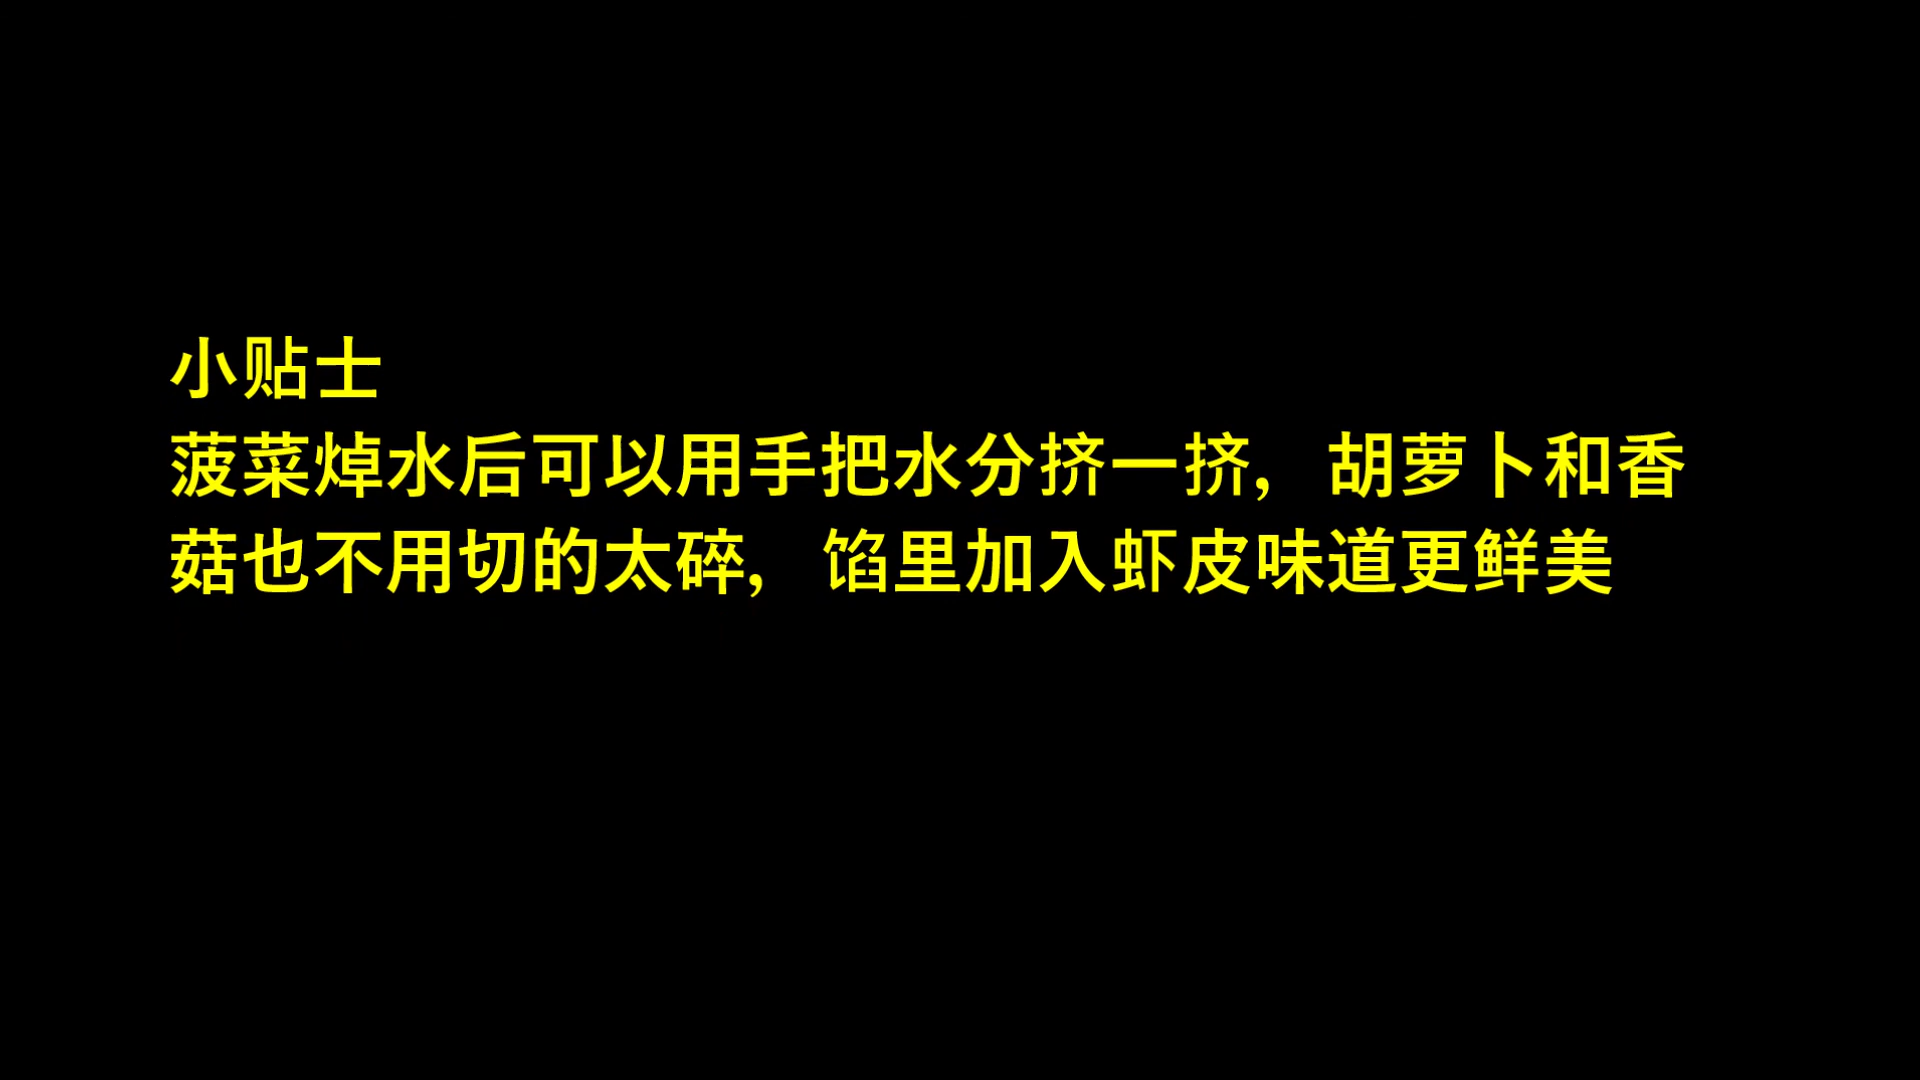 小贴士
菠菜焯水后可以用手把水分挤一挤，胡萝卜和香
菇也不用切的太碎，馅里加入虾皮味道更鲜美